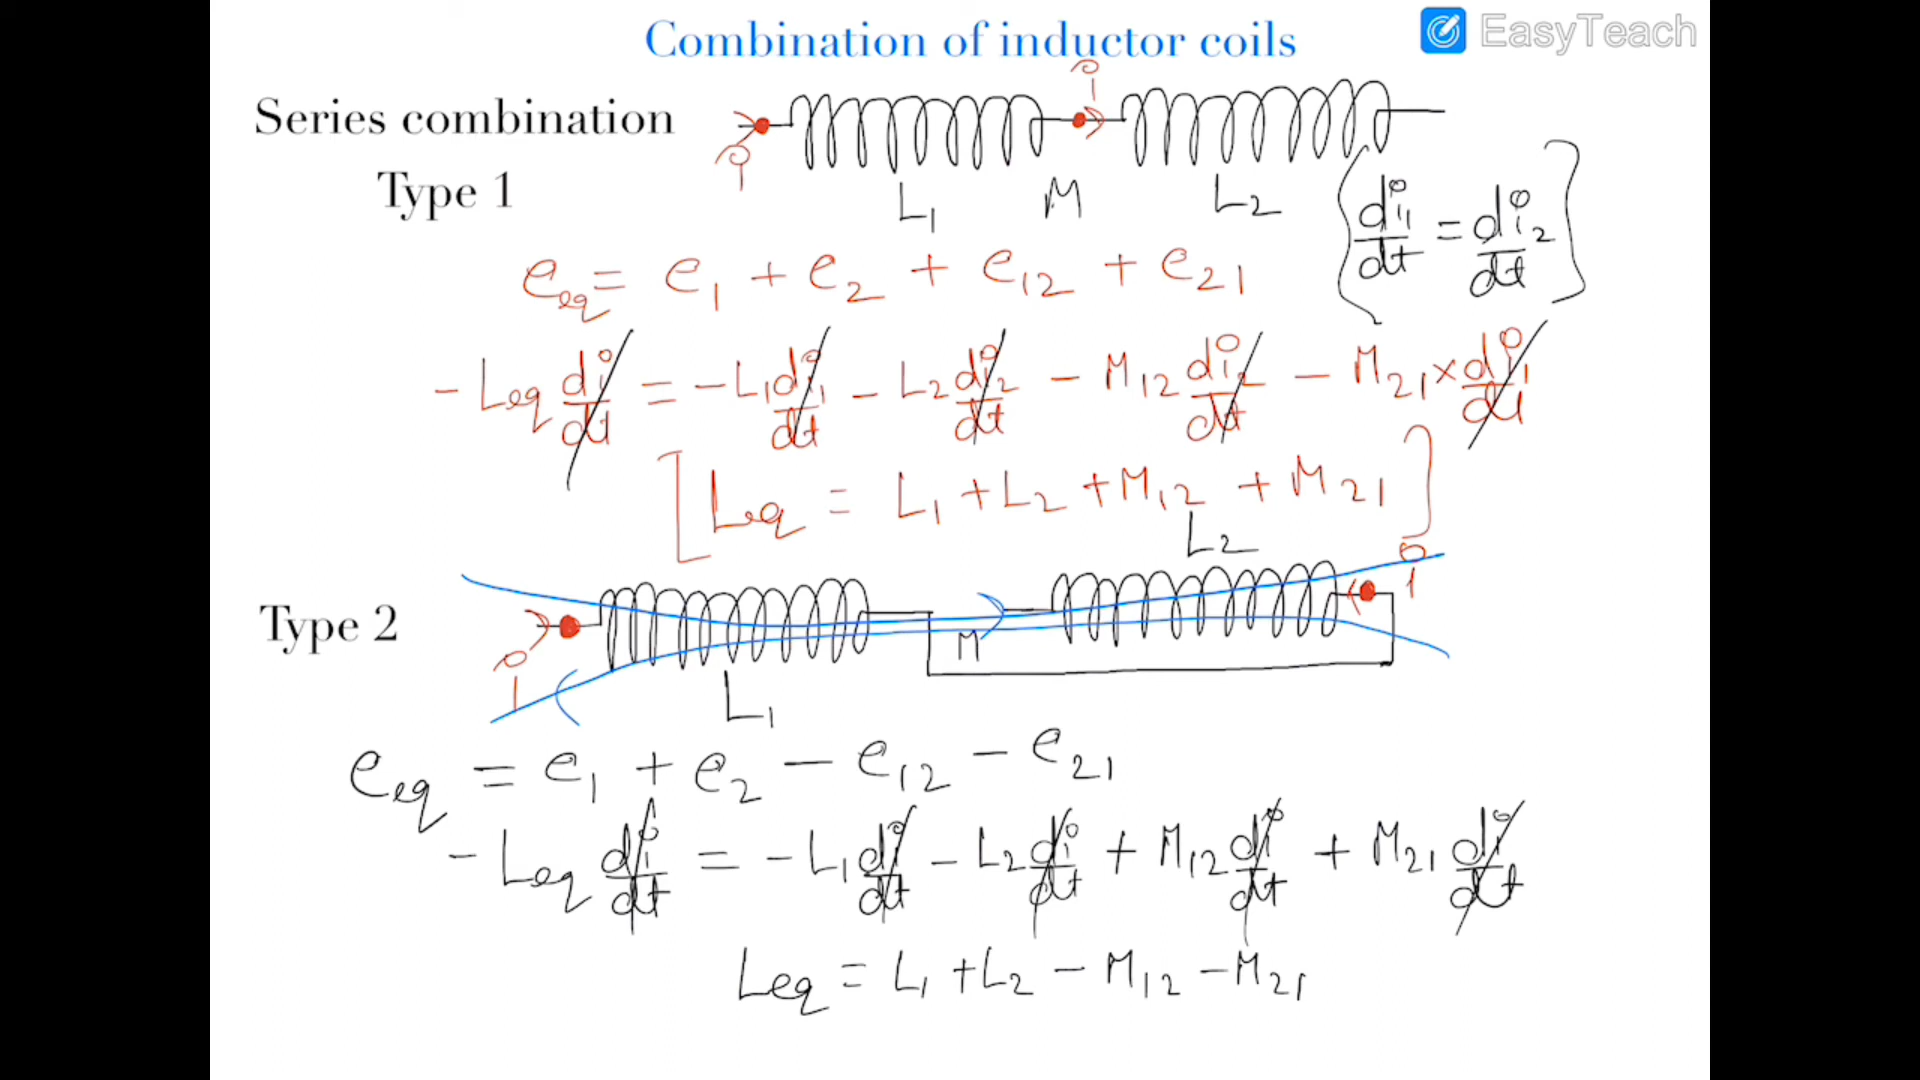 Combination of inductor coils
EasyTeach
Series combination
Type 1
i
i
L₁ M L₂
{di₁/dt = di₂/dt}
e_eq = e₁ + e₂ + e₁₂ + e₂₁
- Leq di/dt = - L₁ di₁/dt - L₂ di₂/dt - M₁₂ di₂/dt - M₂₁ × di₁/dt
[Leq = L₁ + L₂ + M₁₂ + M₂₁]
L₂
Type 2
i
i
M
L₁
e_eq = e₁ + e₂ - e₁₂ - e₂₁
- Leq di/dt = - L₁ di/dt - L₂ di/dt + M₁₂ di/dt + M₂₁ di/dt
Leq = L₁ + L₂ - M₁₂ - M₂₁